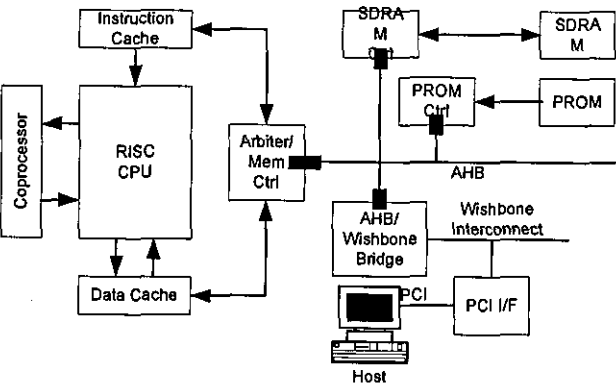 Instruction
Cache
SDRA
M
Ctrl
SDRA
M
PROM
Ctrl
PROM
Coprocessor
RISC
CPU
Arbiter/
Mem
Ctrl
AHB
AHB/
Wishbone
Bridge
Wishbone
Interconnect
Data Cache
PCI
PCI I/F
Host